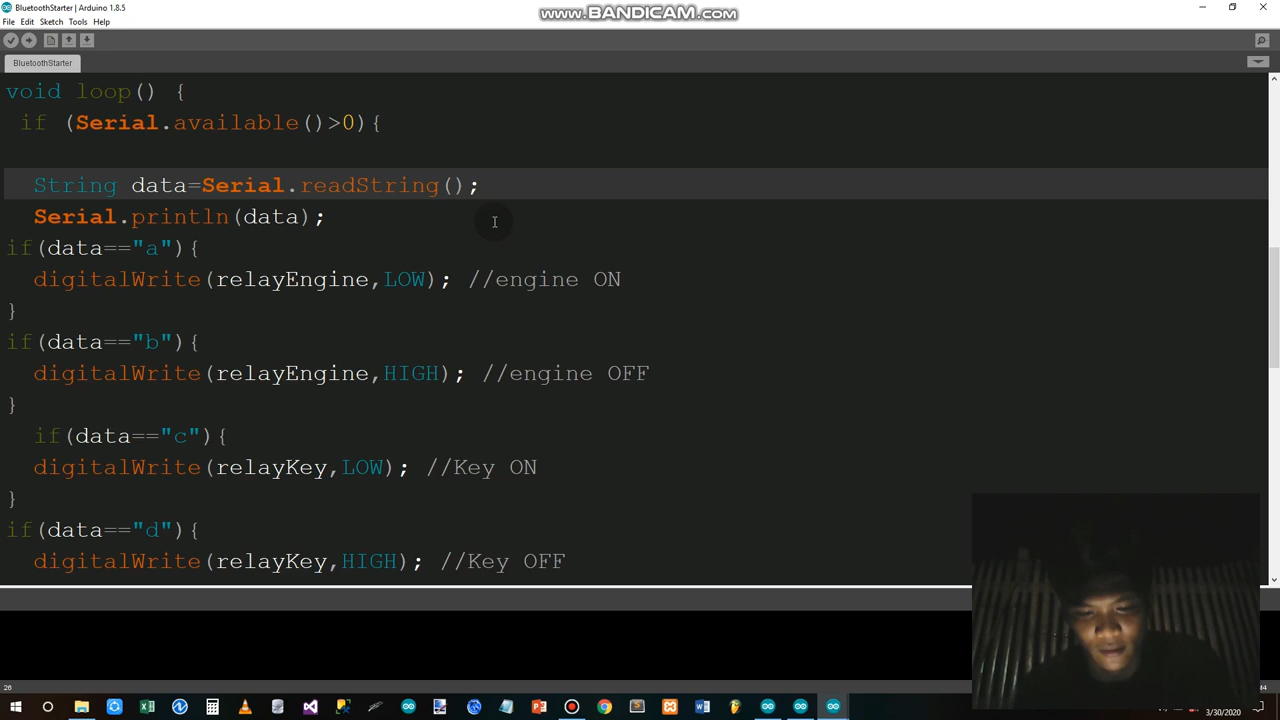 BluetoothStarter | Arduino 1.8.5
www.BANDICAM.com
File Edit Sketch Tools Help
BluetoothStarter
void loop() {
if (Serial.available()>0){
String data=Serial.readString();
Serial.println(data);
if(data=="a"){
digitalWrite(relayEngine,LOW); //engine ON
}
if(data=="b"){
digitalWrite(relayEngine,HIGH); //engine OFF
}
if(data=="c"){
digitalWrite(relayKey,LOW); //Key ON
}
if(data=="d"){
digitalWrite(relayKey,HIGH); //Key OFF
3/30/2020